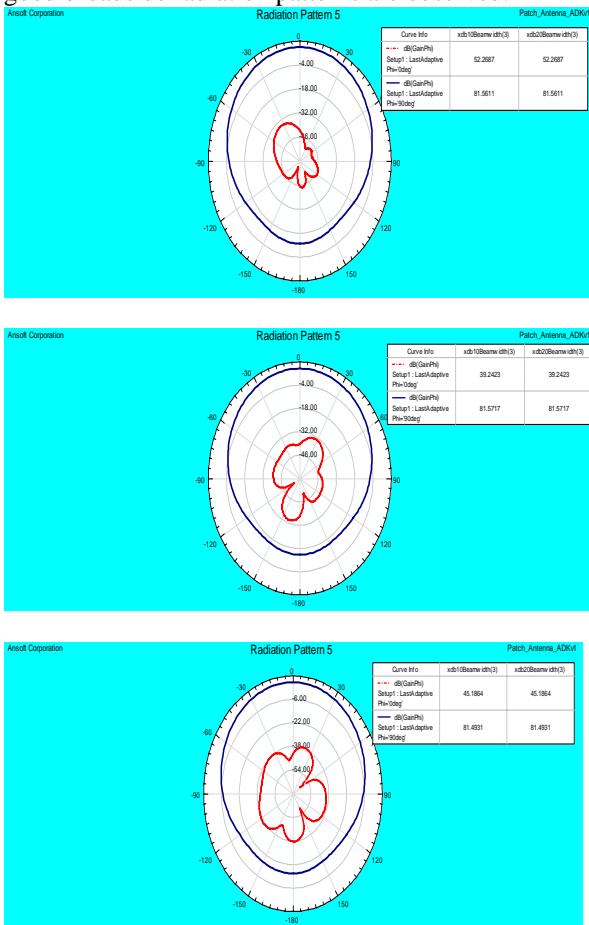 Ansoft Corporation
Radiation Pattern 5
Patch_Antenna_ADKv1
Curve Info xdb10Beamwidth(3) xdb20Beamwidth(3)
dB(GainPhi)
Setup1 : LastAdaptive
Phi='0deg'
52.2687 52.2687
dB(GainPhi)
Setup1 : LastAdaptive
Phi='90deg'
81.5611 81.5611
0
-30 30
-4.00
-60
-18.00
-32.00
-46.00
-90 90
-120 120
-150 150
-180
Ansoft Corporation
Radiation Pattern 5
Patch_Antenna_ADKv1
Curve Info xdb10Beamwidth(3) xdb20Beamwidth(3)
dB(GainPhi)
Setup1 : LastAdaptive
Phi='0deg'
39.2423 39.2423
dB(GainPhi)
Setup1 : LastAdaptive
Phi='90deg'
81.5717 81.5717
0
-30 30
-4.00
-60 60
-18.00
-32.00
-46.00
-90 90
-120 120
-150 150
-180
Ansoft Corporation
Radiation Pattern 5
Patch_Antenna_ADKv1
Curve Info xdb10Beamwidth(3) xdb20Beamwidth(3)
dB(GainPhi)
Setup1 : LastAdaptive
Phi='0deg'
45.1864 45.1864
dB(GainPhi)
Setup1 : LastAdaptive
Phi='90deg'
81.4931 81.4931
0
-30 30
-6.00
-60
-22.00
-38.00
-54.00
-90 90
-120 120
-150 150
-180